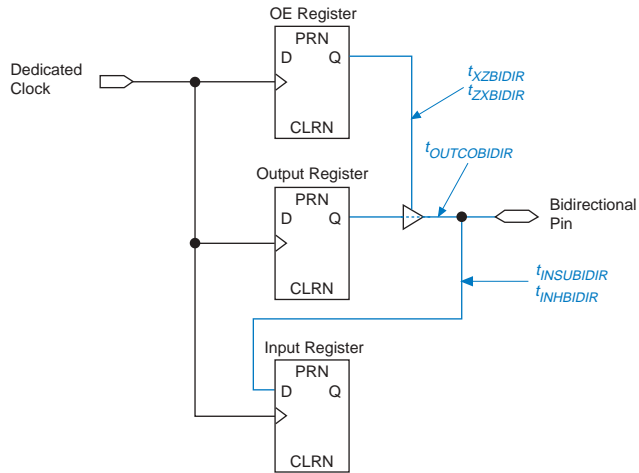 OE Register
PRN
D Q
CLRN
Dedicated
Clock
tXZBIDIR
tZXBIDIR
tOUTCOBIDIR
Output Register
PRN
D Q
CLRN
Bidirectional
Pin
tINSUBIDIR
tINHBIDIR
Input Register
PRN
D Q
CLRN